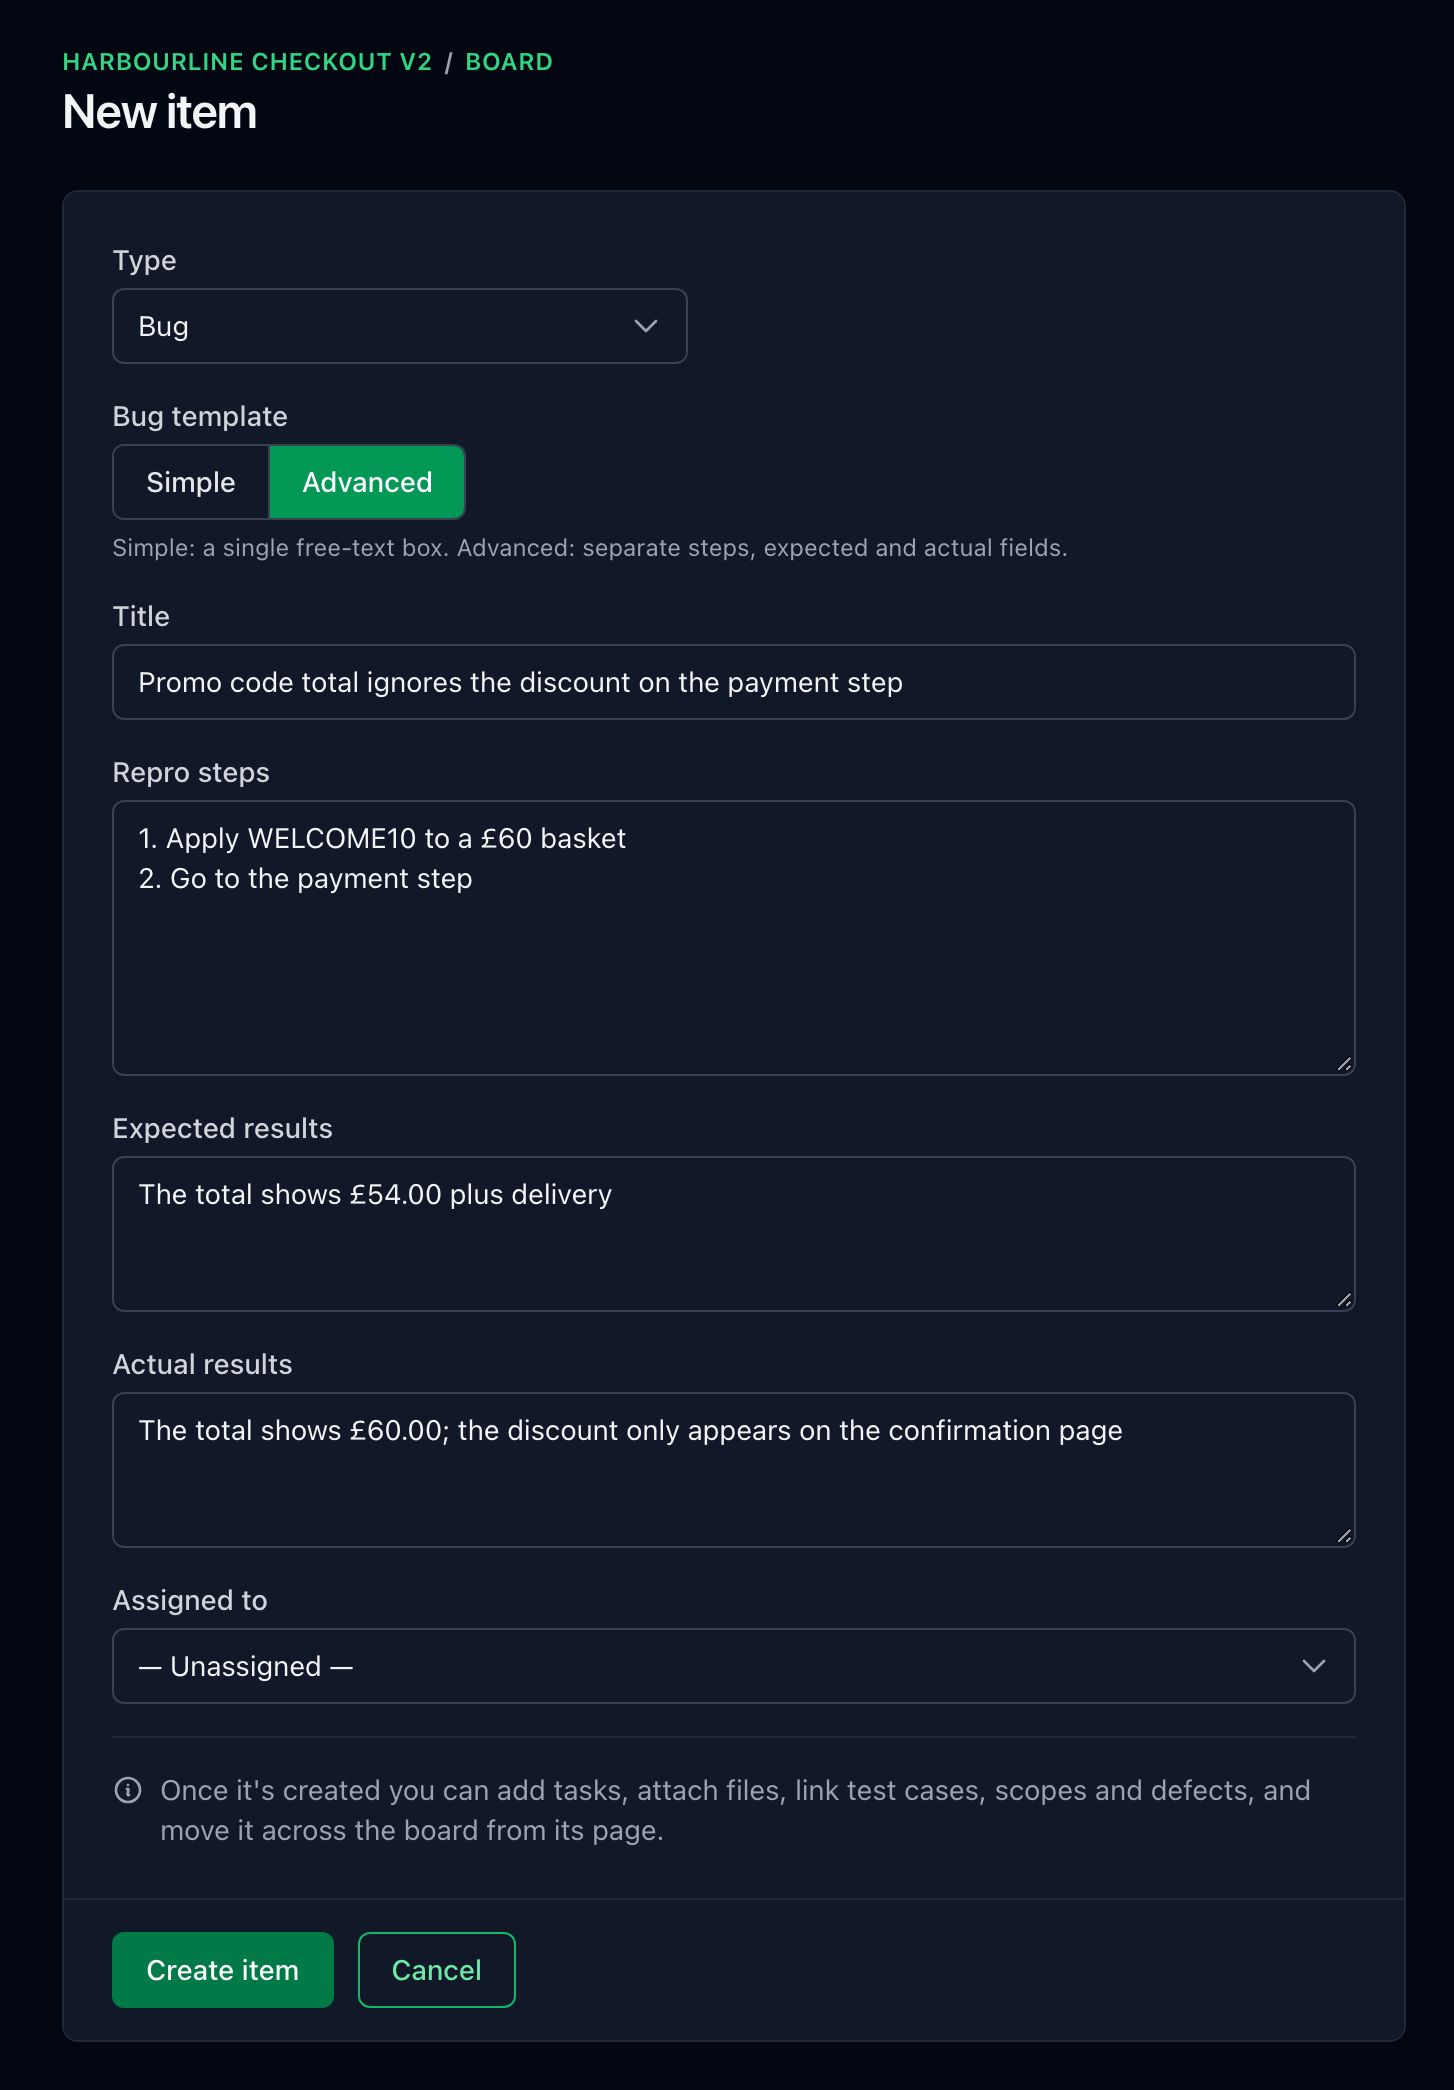 HARBOURLINE CHECKOUT V2 / BOARD
New item
Type
Bug
Bug template
Simple
Advanced
Simple: a single free-text box. Advanced: separate steps, expected and actual fields.
Title
Promo code total ignores the discount on the payment step
Repro steps
1. Apply WELCOME10 to a £60 basket
2. Go to the payment step
Expected results
The total shows £54.00 plus delivery
Actual results
The total shows £60.00; the discount only appears on the confirmation page
Assigned to
— Unassigned —
Once it's created you can add tasks, attach files, link test cases, scopes and defects, and
move it across the board from its page.
Create item
Cancel